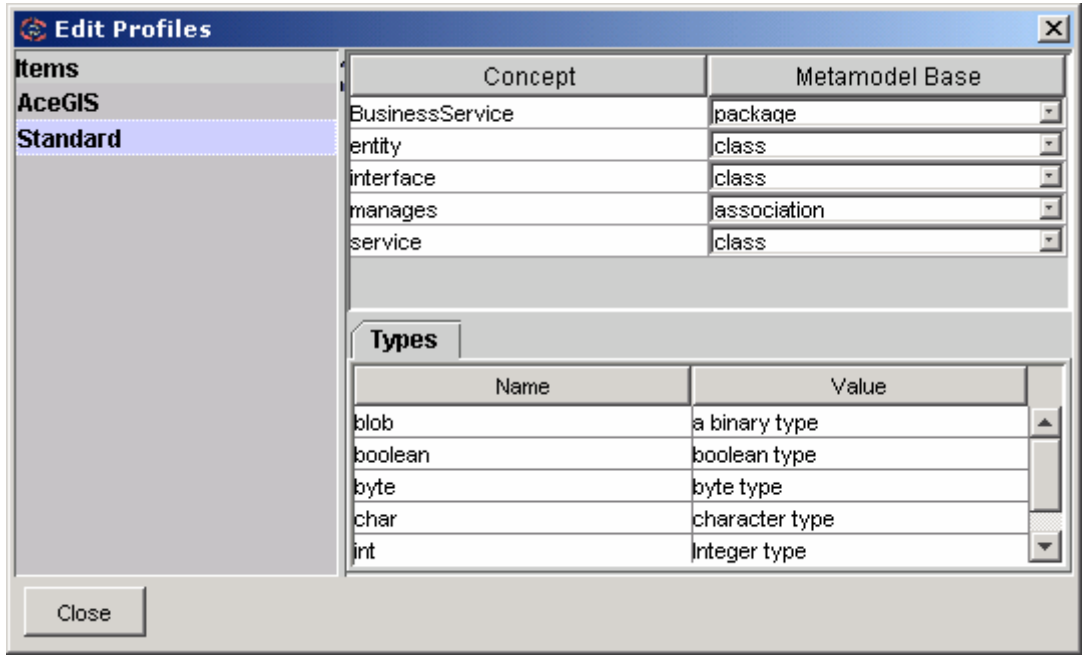 Edit Profiles
Items
AceGIS
Standard
Concept Metamodel Base
BusinessService package
entity class
interface class
manages association
service class
Types
Name Value
blob a binary type
boolean boolean type
byte byte type
char character type
int Integer type
Close